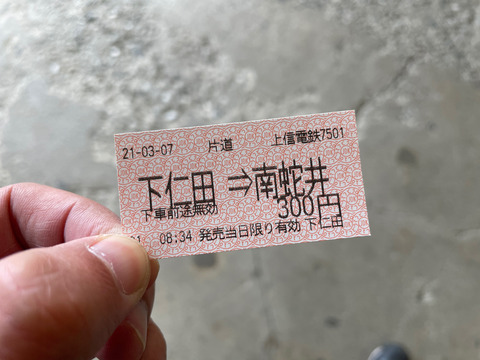 21-03-07 片道 上信電鉄7501
下仁田⇒南蛇井
下車前途無効 300円
08:34 発売当日限り有効 下仁田